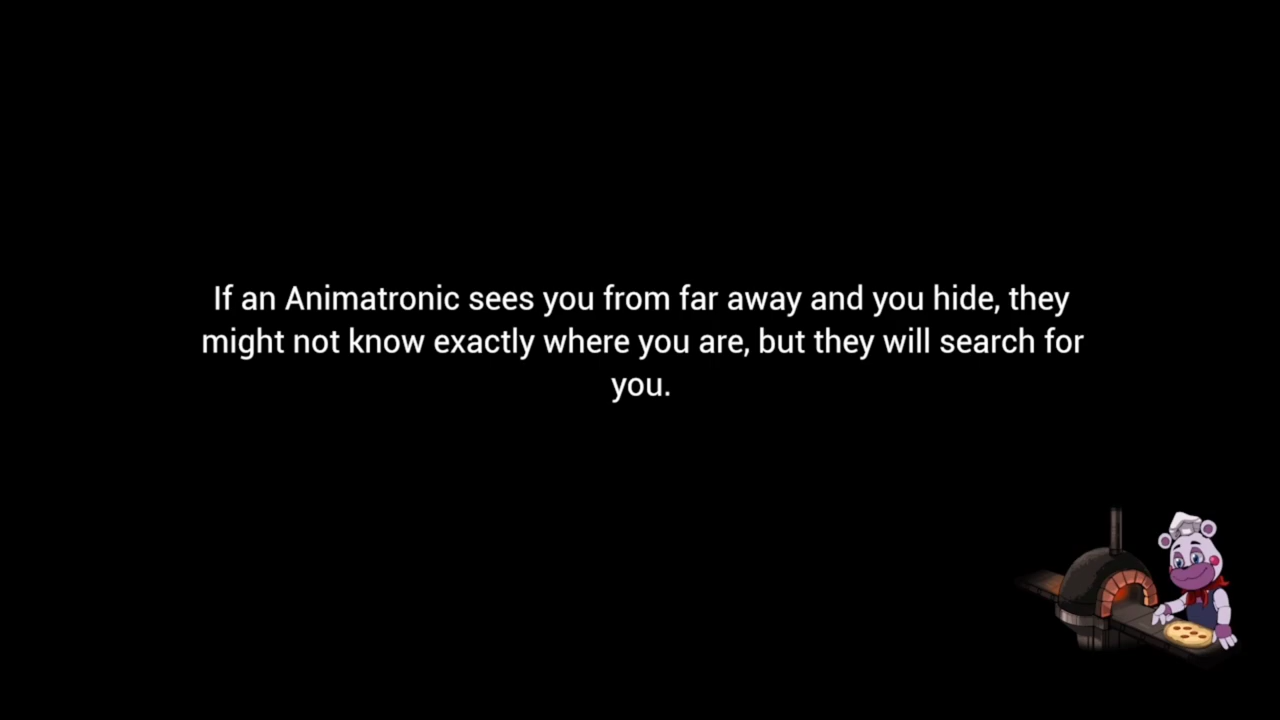 If an Animatronic sees you from far away and you hide, they
might not know exactly where you are, but they will search for
you.